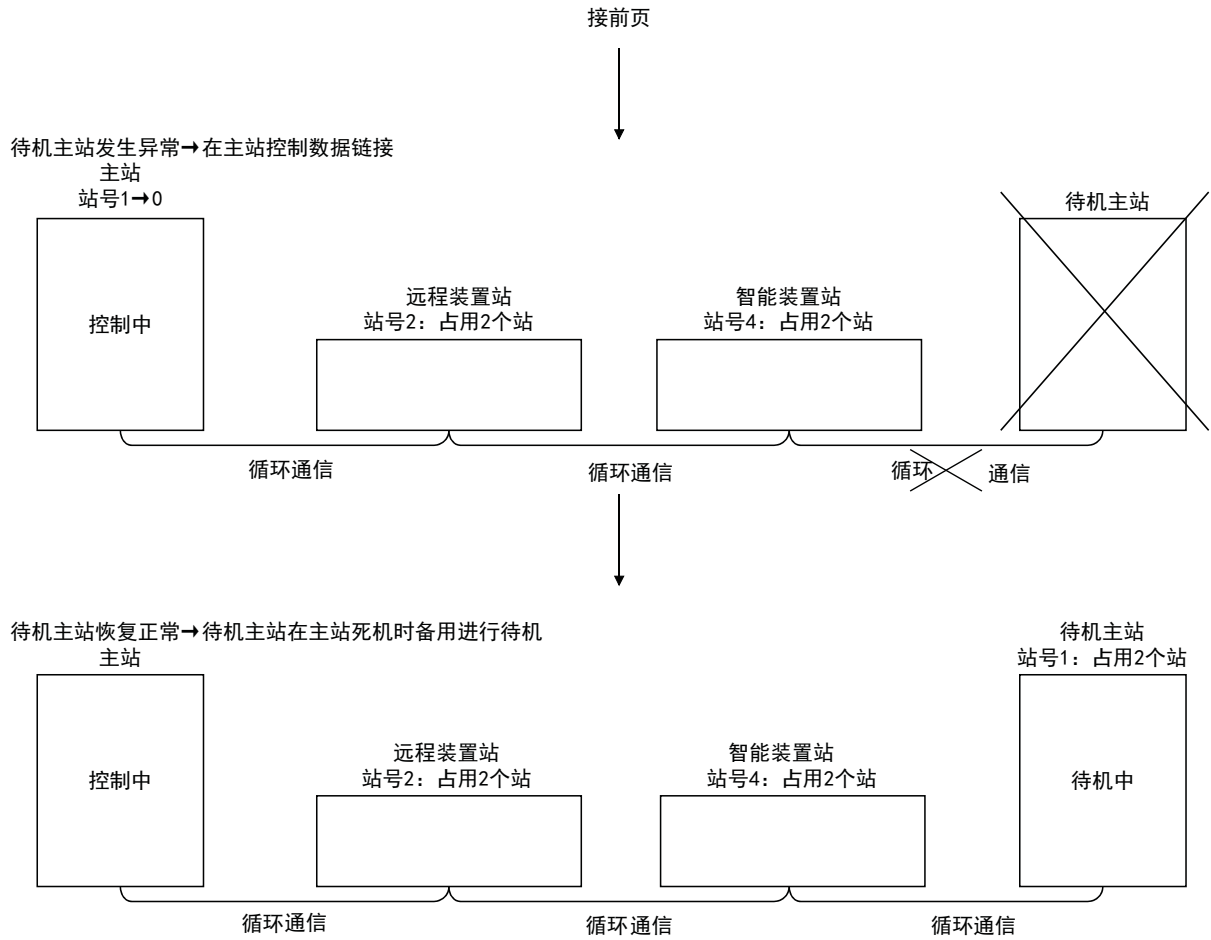 接前页
待机主站发生异常→在主站控制数据链接
主站
站号1→0
待机主站
控制中
远程装置站
站号2：占用2个站
智能装置站
站号4：占用2个站
循环通信
循环通信
循环 通信
待机主站恢复正常→待机主站在主站死机时备用进行待机
主站
待机主站
站号1：占用2个站
控制中
远程装置站
站号2：占用2个站
智能装置站
站号4：占用2个站
待机中
循环通信
循环通信
循环通信